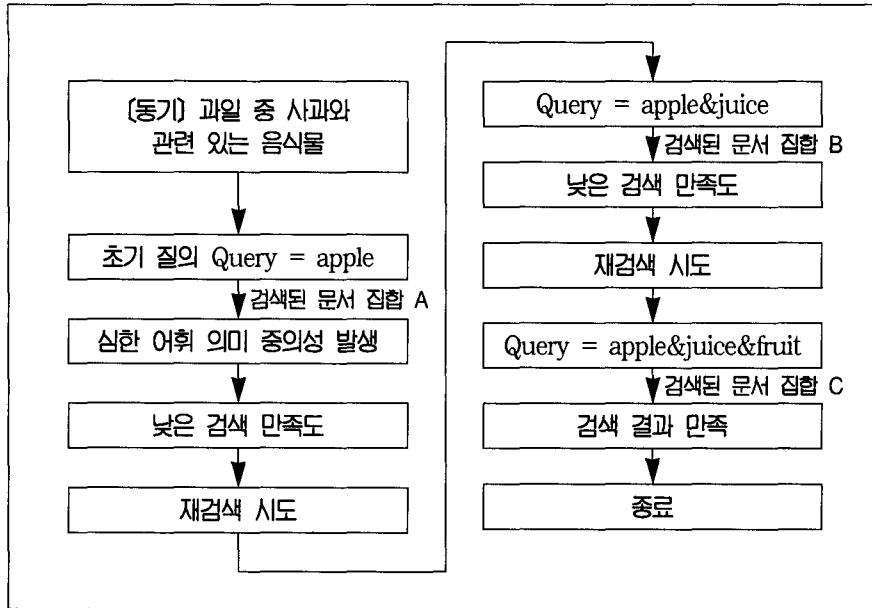 (동기) 과일 중 사과와
관련 있는 음식물
초기 질의 Query = apple
검색된 문서 집합 A
심한 어휘 의미 중의성 발생
낮은 검색 만족도
재검색 시도
Query = apple&juice
검색된 문서 집합 B
낮은 검색 만족도
재검색 시도
Query = apple&juice&fruit
검색된 문서 집합 C
검색 결과 만족
종료